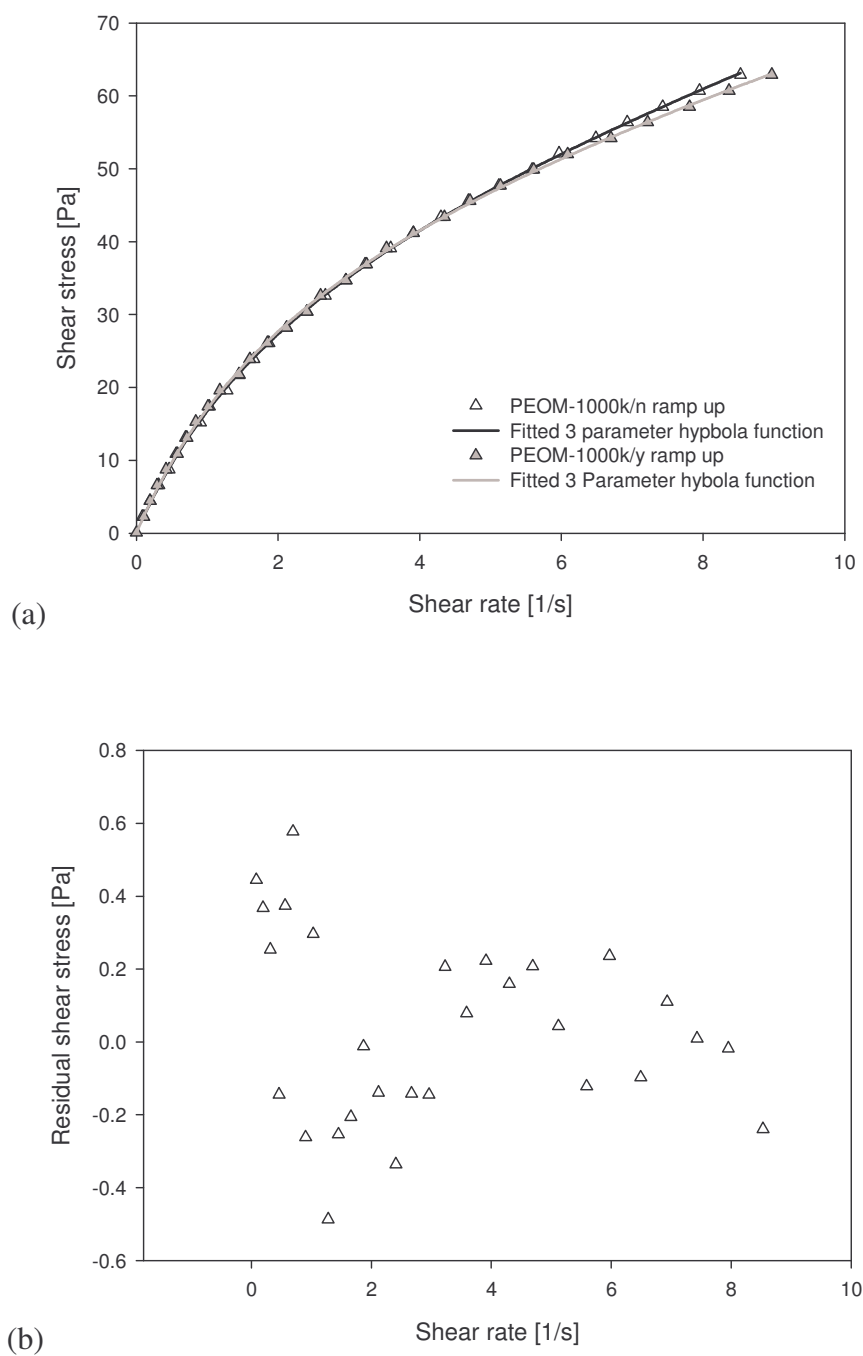 70
60
50
40
30
20
10
0
Shear stress [Pa]
PEOM-1000k/n ramp up
Fitted 3 parameter hypbola function
PEOM-1000k/y ramp up
Fitted 3 Parameter hybola function
0 2 4 6 8 10
Shear rate [1/s]
(a)
0.8
0.6
0.4
0.2
0.0
-0.2
-0.4
-0.6
Residual shear stress [Pa]
0 2 4 6 8 10
Shear rate [1/s]
(b)